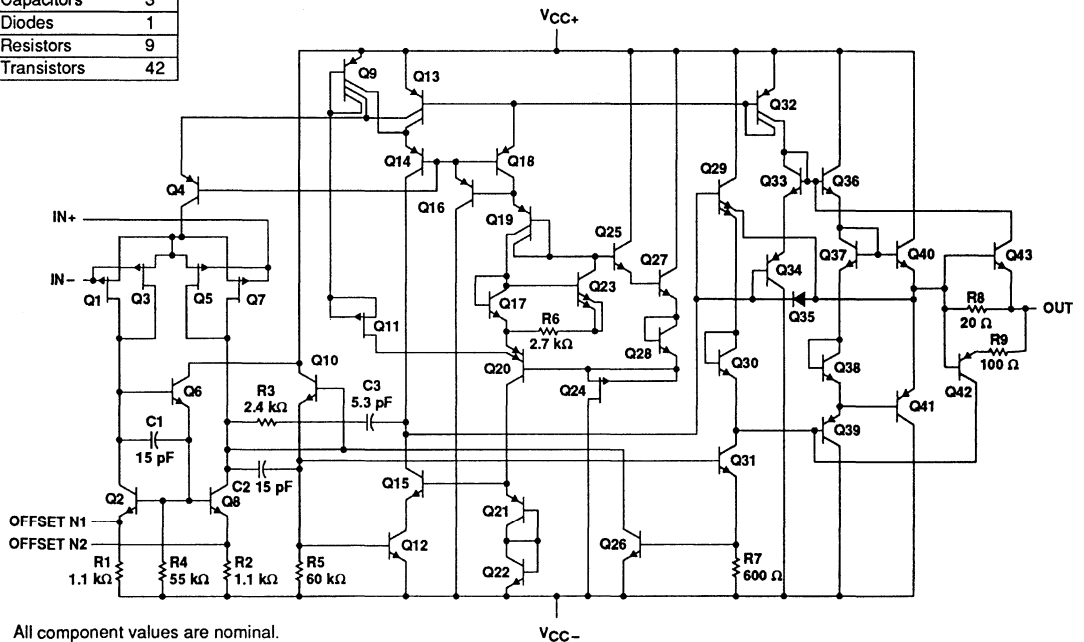 Capacitors 3
Diodes 1
Resistors 9
Transistors 42
VCC+
Q9
Q13
Q32
Q14
Q18
Q29
Q33
Q36
Q4
Q16
IN+
Q19
Q25
Q27
Q34
Q37
Q40
Q43
IN-
Q1
Q3
Q5
Q7
Q17
Q23
Q35
R8
20 Ω
OUT
Q11
R6
2.7 kΩ
Q28
R9
100 Ω
Q10
Q20
Q24
Q30
Q38
Q42
Q6
R3
2.4 kΩ
C3
5.3 pF
Q41
C1
15 pF
Q39
Q31
C2 15 pF
Q15
Q2
Q8
Q21
OFFSET N1
OFFSET N2
Q12
Q26
R1
1.1 kΩ
R4
55 kΩ
R2
1.1 kΩ
R5
60 kΩ
Q22
R7
600 Ω
All component values are nominal.
VCC−